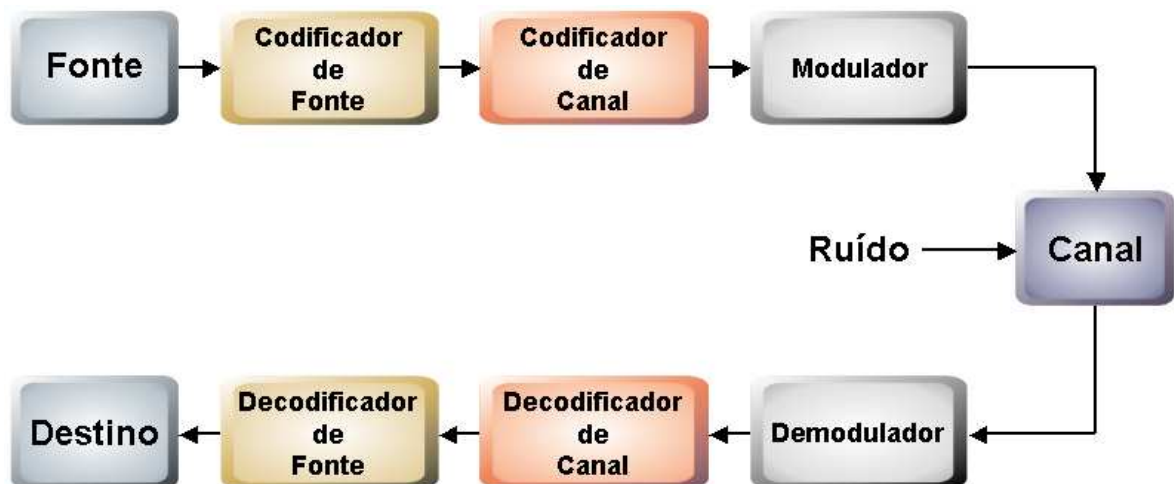 Fonte
Codificador
de
Fonte
Codificador
de
Canal
Modulador
Ruído
Canal
Destino
Decodificador
de
Fonte
Decodificador
de
Canal
Demodulador